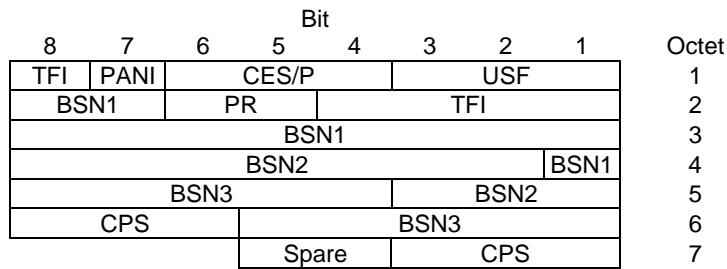 Bit
8 7 6 5 4 3 2 1 Octet
TFI PANI CES/P USF 1
BSN1 PR TFI 2
BSN1 3
BSN2 BSN1 4
BSN3 BSN2 5
CPS BSN3 6
Spare CPS 7